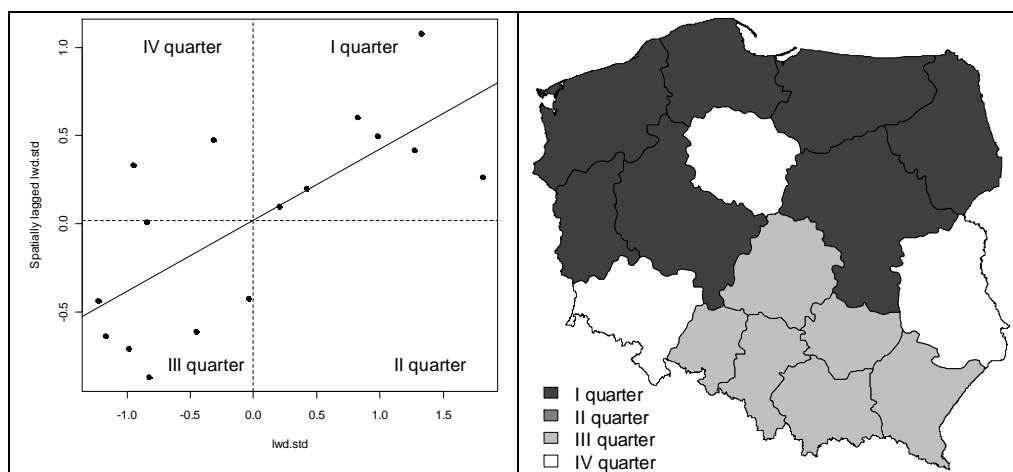 IV quarter
I quarter
1.0
0.5
0.0
-0.5
Spatially lagged lwd.std
III quarter
II quarter
-1.0
-0.5
0.0
0.5
1.0
1.5
lwd.std
I quarter
II quarter
III quarter
IV quarter